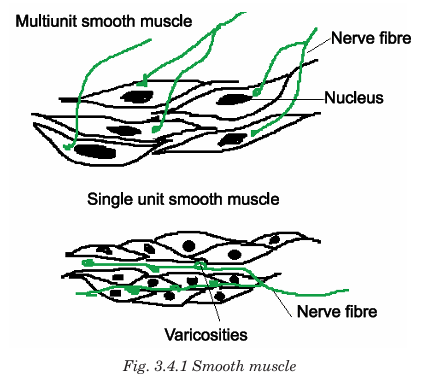 Multiunit smooth muscle
Nerve fibre
Nucleus
Single unit smooth muscle
Nerve fibre
Varicosities
Fig. 3.4.1 Smooth muscle